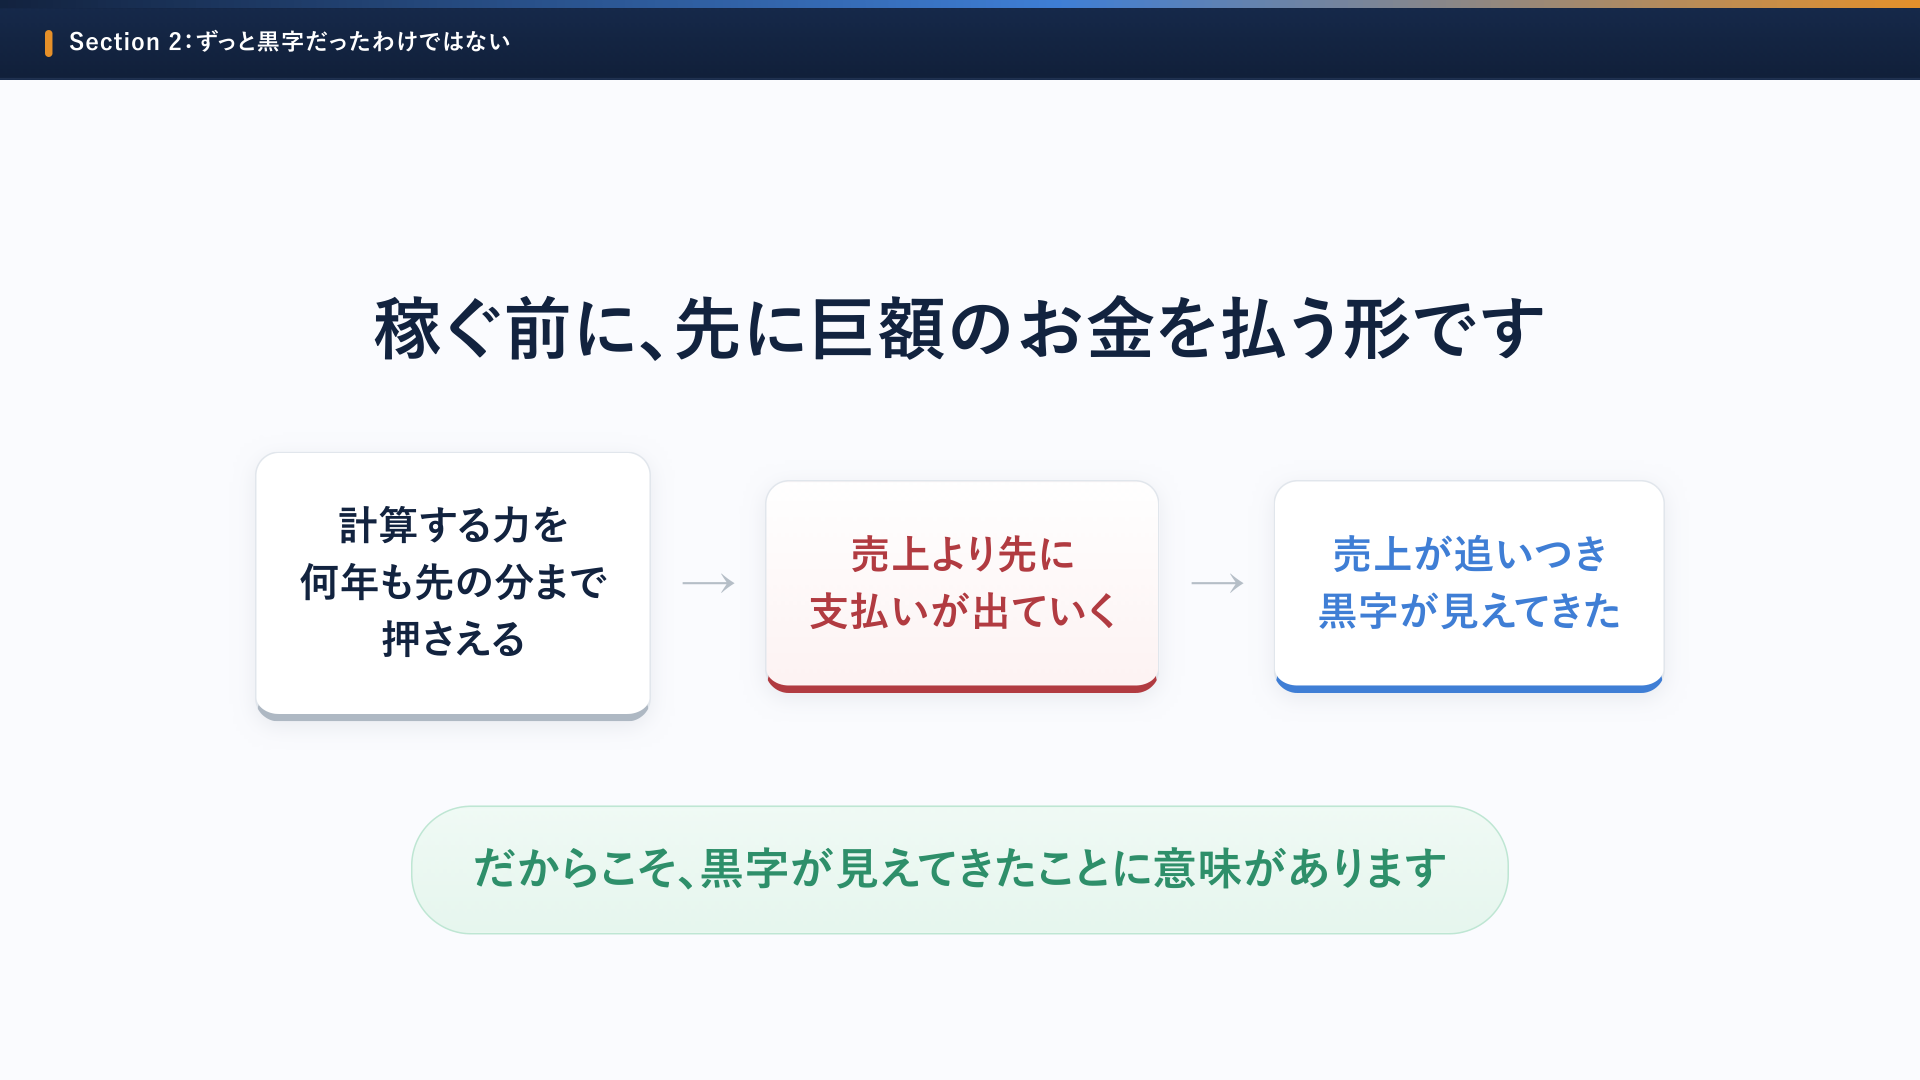 Section 2：ずっと黒字だったわけではない
稼ぐ前に、先に巨額のお金を払う形です
計算する力を
何年も先の分まで
押さえる
売上より先に
支払いが出ていく
売上が追いつき
黒字が見えてきた
だからこそ、黒字が見えてきたことに意味があります